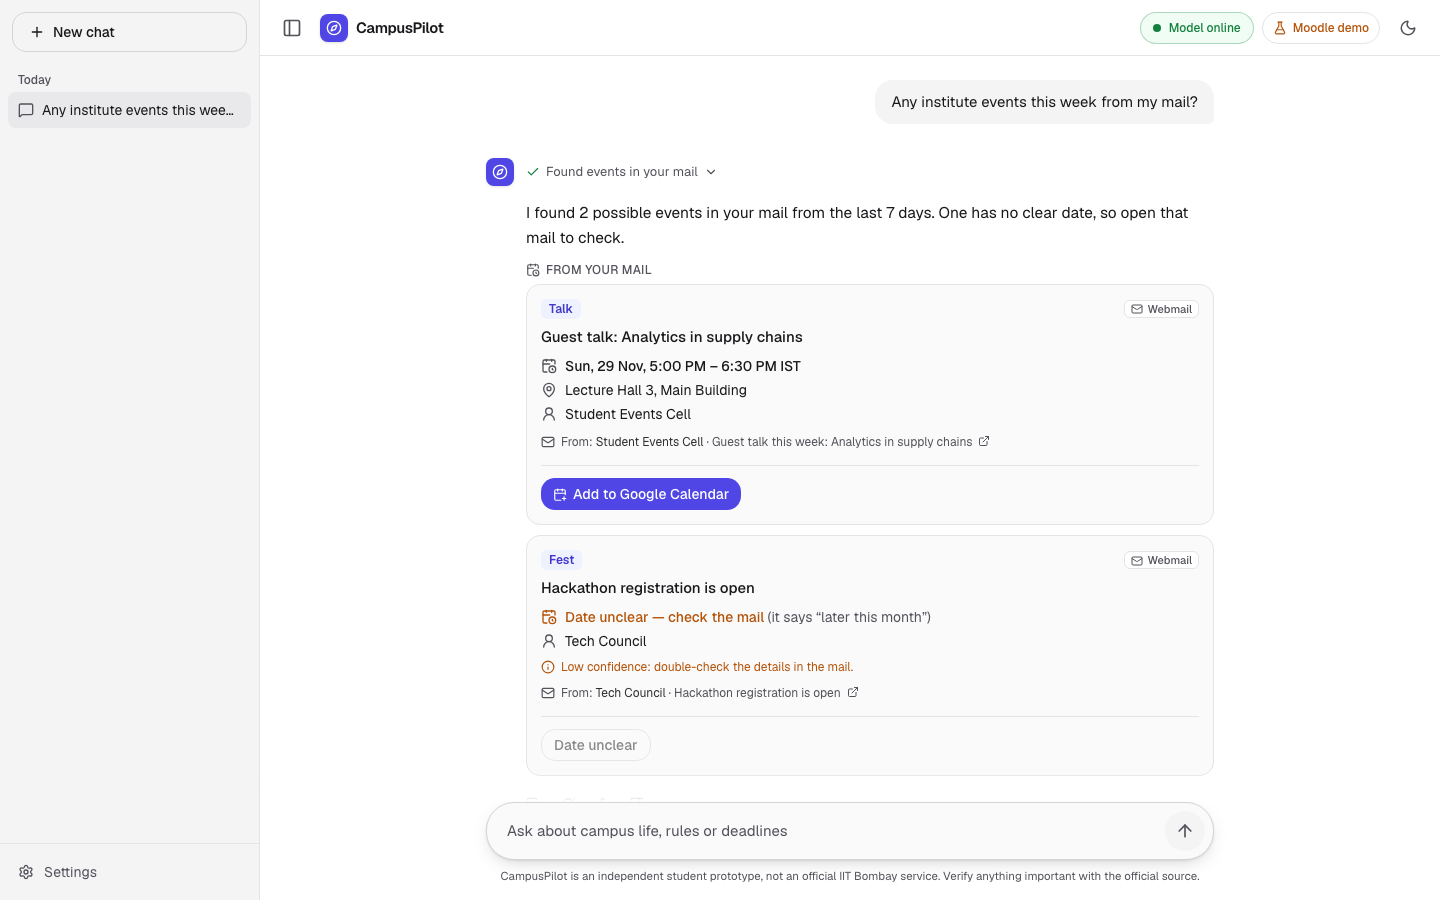 New chat
CampusPilot
Model online
Moodle demo
Today
Any institute events this wee...
Any institute events this week from my mail?
Found events in your mail
I found 2 possible events in your mail from the last 7 days. One has no clear date, so open that
mail to check.
FROM YOUR MAIL
Talk
Webmail
Guest talk: Analytics in supply chains
Sun, 29 Nov, 5:00 PM – 6:30 PM IST
Lecture Hall 3, Main Building
Student Events Cell
From: Student Events Cell · Guest talk this week: Analytics in supply chains
Add to Google Calendar
Fest
Webmail
Hackathon registration is open
Date unclear — check the mail (it says “later this month”)
Tech Council
Low confidence: double-check the details in the mail.
From: Tech Council · Hackathon registration is open
Date unclear
Ask about campus life, rules or deadlines
Settings
CampusPilot is an independent student prototype, not an official IIT Bombay service. Verify anything important with the official source.